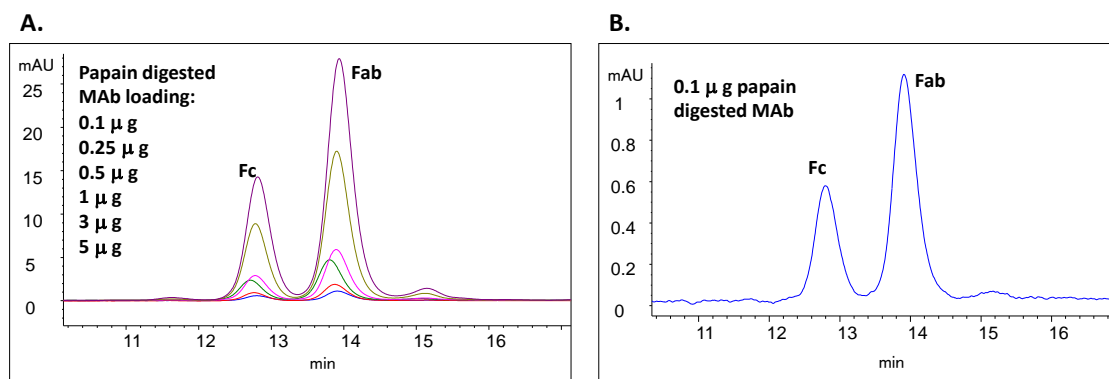 A.
mAU
25
20
15
10
5
0
Papain digested
MAb loading:
0.1 μ g
0.25 μ g
0.5 μ g
1 μ g
3 μ g
5 μ g
Fc
Fab
11 12 13 14 15 16
min
B.
mAU
1
0.8
0.6
0.4
0.2
0
0.1 μ g papain
digested MAb
Fc
Fab
11 12 13 14 15 16
min